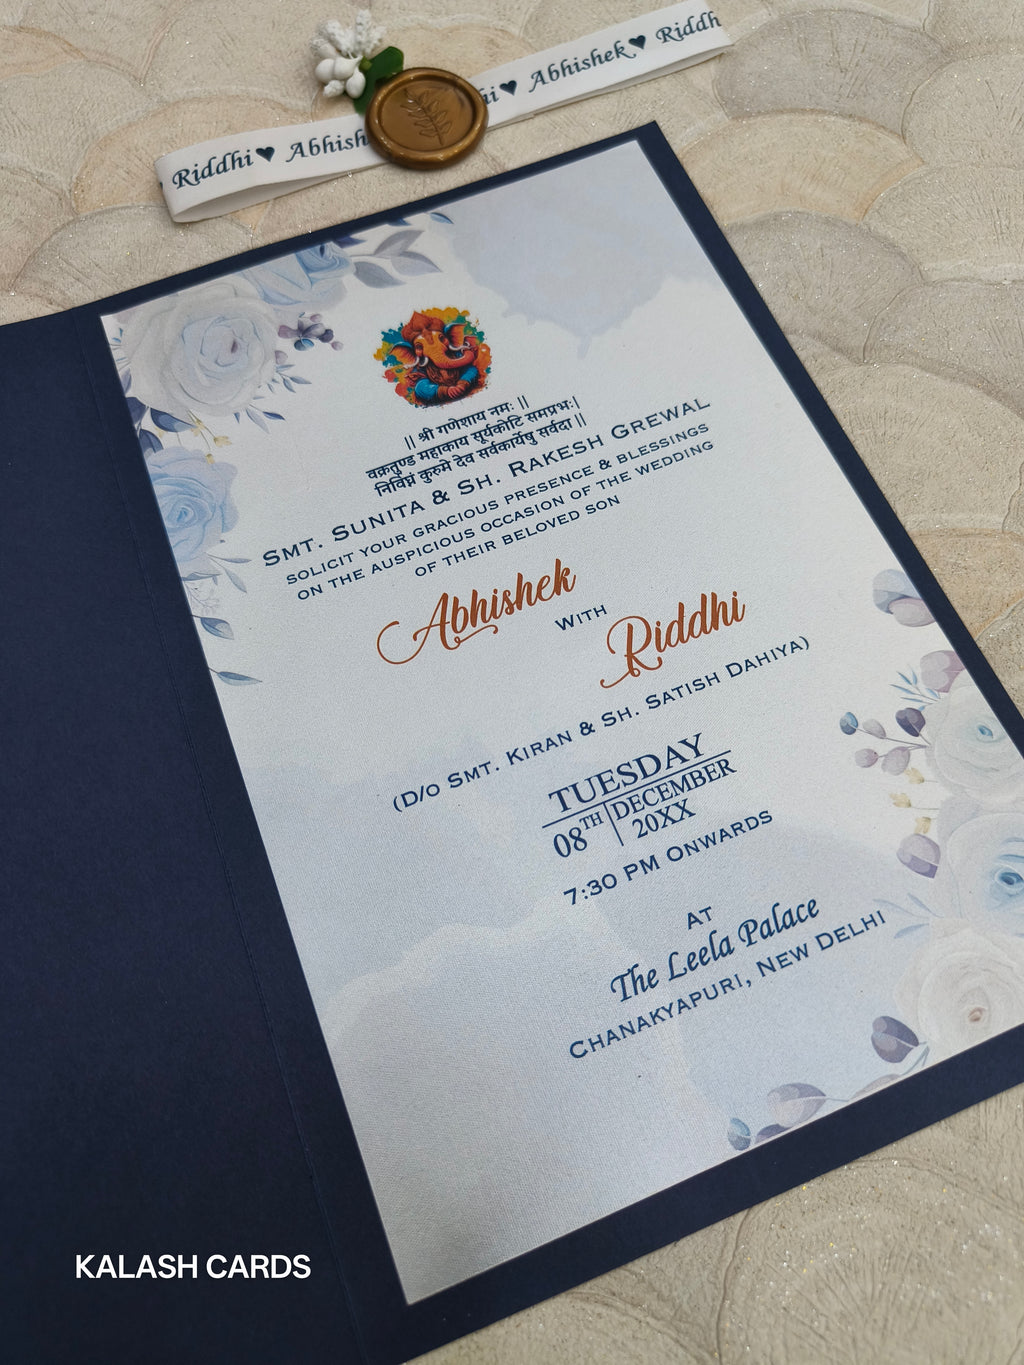 Riddhi♥ Abhish
hi♥ Abhishek♥ Riddh
|| श्री गणेशाय नमः ||
वक्रतुण्ड महाकाय सूर्यकोटि समप्रभः|
निर्विघ्नं कुरुमे देव सर्वकार्येषु सर्वदा ||
SMT. SUNITA & SH. RAKESH GREWAL
SOLICIT YOUR GRACIOUS PRESENCE & BLESSINGS
ON THE AUSPICIOUS OCCASION OF THE WEDDING
OF THEIR BELOVED SON
Abhishek
WITH
Riddhi
(D/O SMT. KIRAN & SH. SATISH DAHIYA)
TUESDAY
08TH DECEMBER
20XX
7:30 PM ONWARDS
AT
The Leela Palace
CHANAKYAPURI, NEW DELHI
KALASH CARDS